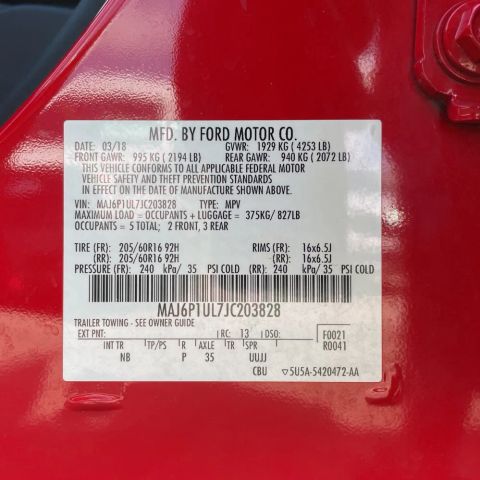 MFD. BY FORD MOTOR CO.
DATE: 03/18 GVWR: 1929 KG ( 4253 LB)
FRONT GAWR: 995 KG ( 2194 LB) REAR GAWR: 940 KG ( 2072 LB)
THIS VEHICLE CONFORMS TO ALL APPLICABLE FEDERAL MOTOR
VEHICLE SAFETY AND THEFT PREVENTION STANDARDS
IN EFFECT ON THE DATE OF MANUFACTURE SHOWN ABOVE.
VIN: MAJ6P1UL7JC203828 TYPE: MPV
MAXIMUM LOAD = OCCUPANTS + LUGGAGE = 375KG/ 827LB
OCCUPANTS = 5 TOTAL; 2 FRONT, 3 REAR
TIRE (FR): 205/60R16 92H RIMS (FR): 16x6.5J
(RR): 205/60R16 92H (RR): 16x6.5J
PRESSURE (FR): 240 kPa/ 35 PSI COLD (RR): 240 kPa/ 35 PSI COLD
MAJ6P1UL7JC203828
TRAILER TOWING - SEE OWNER GUIDE
EXT PNT: RC: 13 DSO: F0021
R0041
INT TR TP/PS R AXLE TR SPR
NB P 35 UUJJ
CBU ▽5U5A-5420472-AA